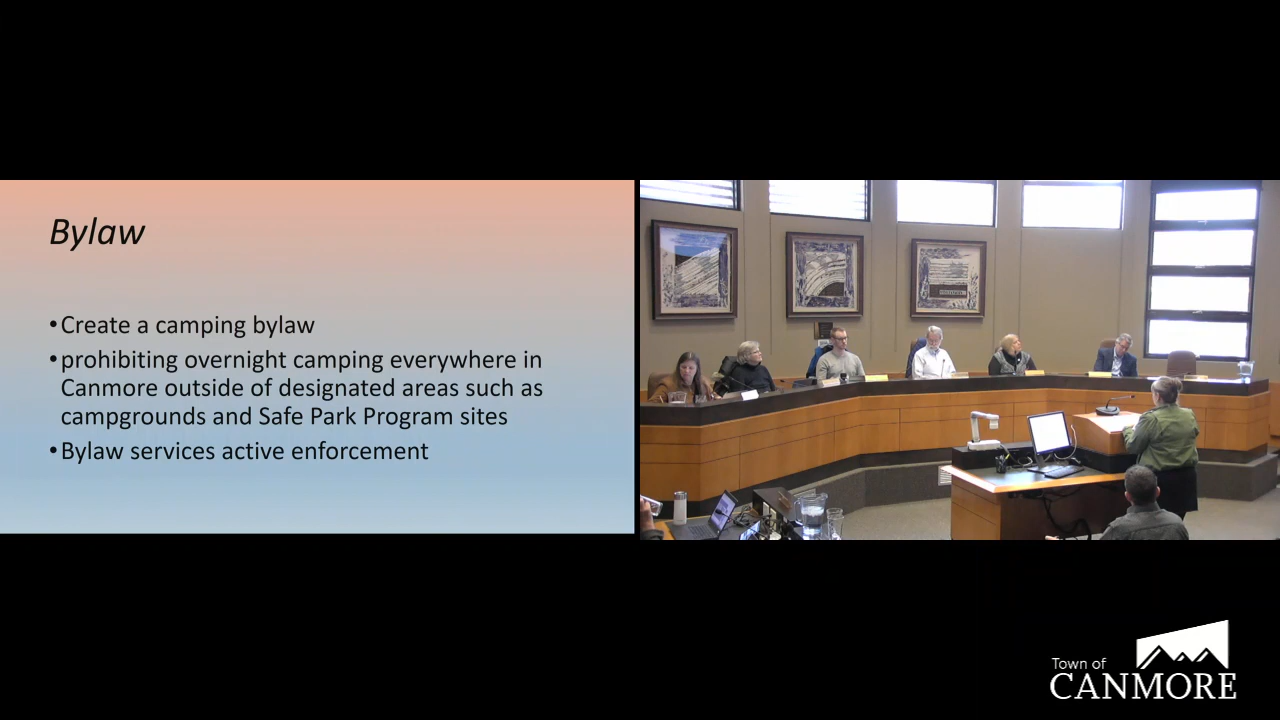 Bylaw
•Create a camping bylaw
•prohibiting overnight camping everywhere in
Canmore outside of designated areas such as
campgrounds and Safe Park Program sites
•Bylaw services active enforcement
Town of
CANMORE